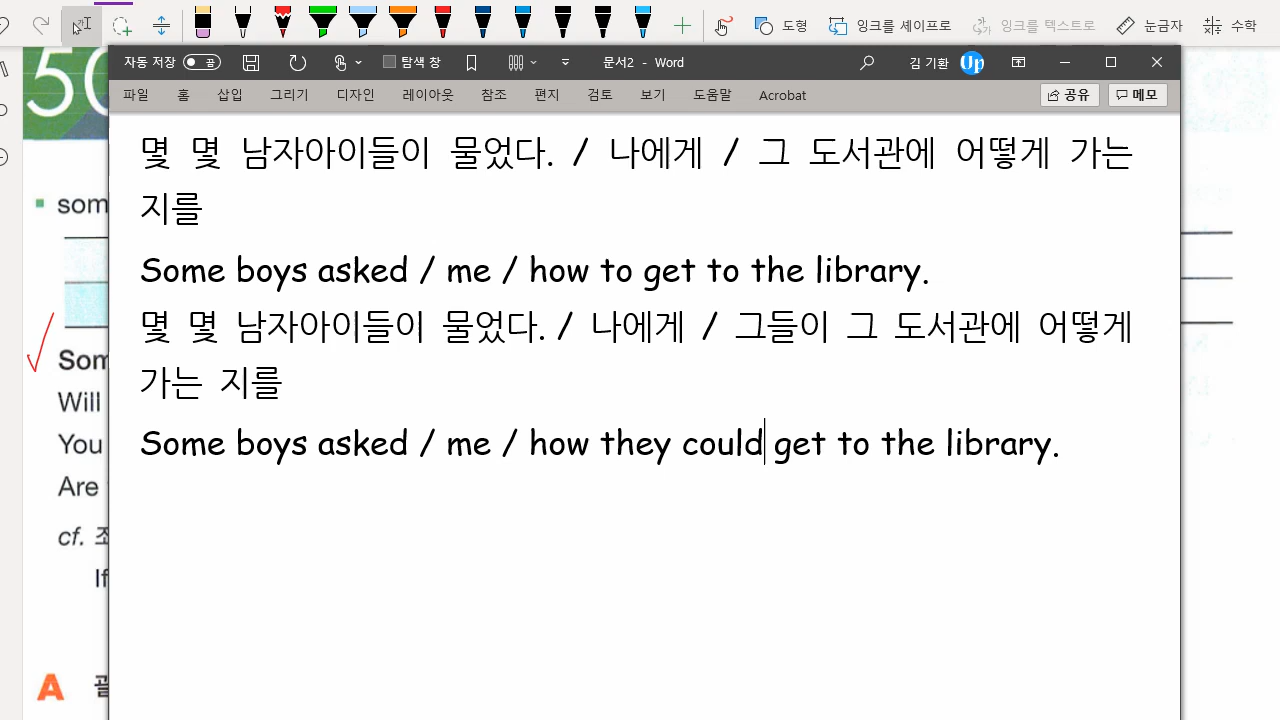 도형
잉크를 셰이프로
잉크를 텍스트로
눈금자
수학
자동 저장
끔
탐색 창
문서2 - Word
김 기환
파일 홈 삽입 그리기 디자인 레이아웃 참조 편지 검토 보기 도움말 Acrobat
공유
메모
50
몇 몇 남자아이들이 물었다. / 나에게 / 그 도서관에 어떻게 가는
지를
Some boys asked / me / how to get to the library.
몇 몇 남자아이들이 물었다. / 나에게 / 그들이 그 도서관에 어떻게
가는 지를
Some boys asked / me / how they could get to the library.
som
Som
Will
You
Are
cf.
If
A